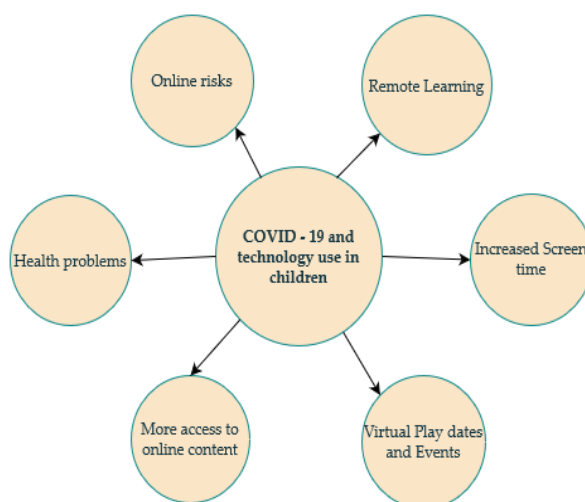 Online risks
Remote Learning
COVID - 19 and
technology use in
children
Health problems
Increased Screen
time
More access to
online content
Virtual Play dates
and Events